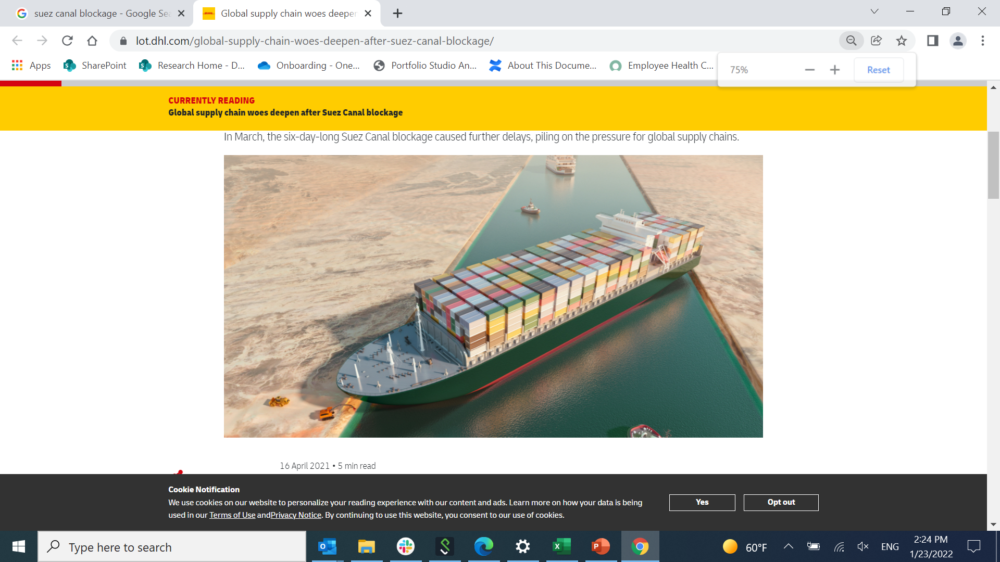 suez canal blockage - Google Sea
Global supply chain woes deeper
lot.dhl.com/global-supply-chain-woes-deepen-after-suez-canal-blockage/
Apps
SharePoint
Research Home - D...
Onboarding - One...
Portfolio Studio An...
About This Docume...
Employee Health C...
75%
Reset
CURRENTLY READING
Global supply chain woes deepen after Suez Canal blockage
In March, the six-day-long Suez Canal blockage caused further delays, piling on the pressure for global supply chains.
16 April 2021 • 5 min read
Cookie Notification
We use cookies on our website to personalize your reading experience with our content and ads. Learn more on how your data is being
used in our Terms of Use andPrivacy Notice. By continuing to use this website, you consent to our use of cookies.
Yes
Opt out
Type here to search
60°F
ENG
2:24 PM
1/23/2022